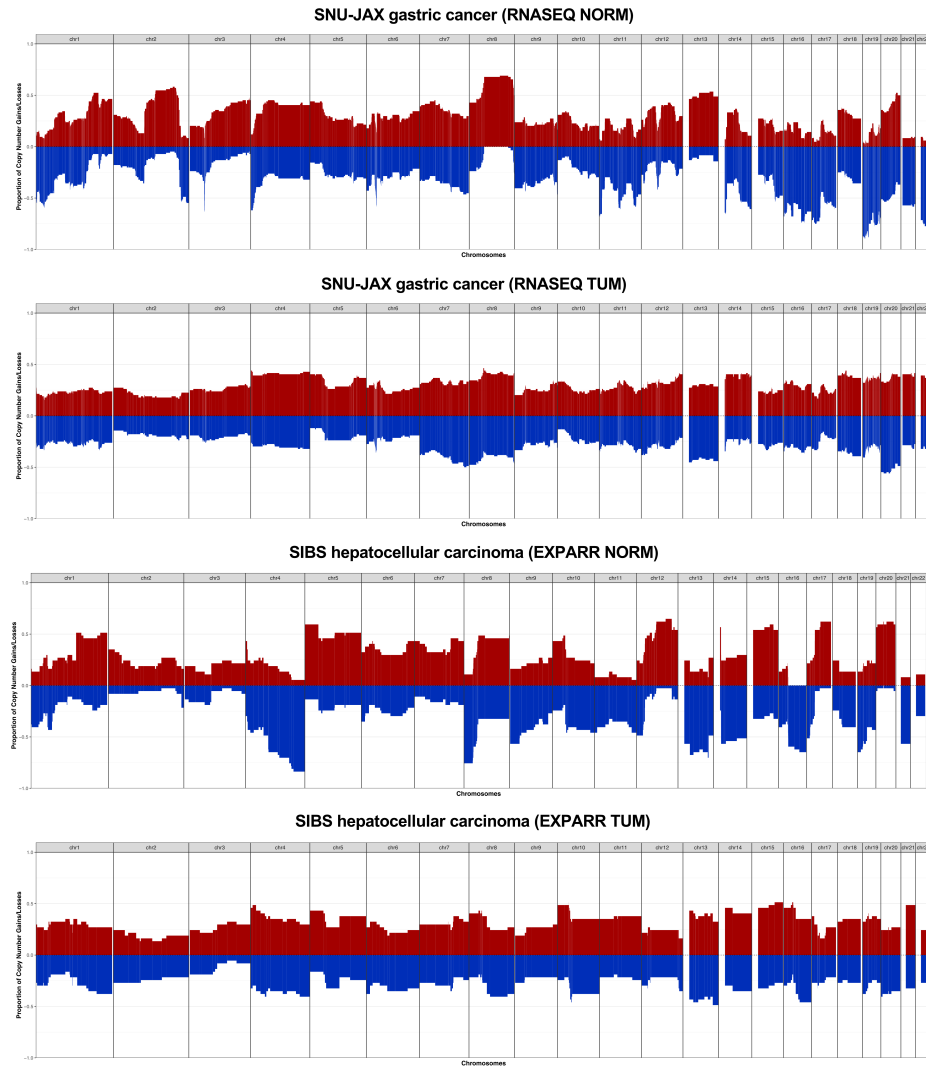 SNU-JAX gastric cancer (RNASEQ NORM)
chr1 chr2 chr3 chr4 chr5 chr6 chr7 chr8 chr9 chr10 chr11 chr12 chr13 chr14 chr15 chr16 chr17 chr18 chr19 chr20 chr21
Proportion of Copy Number Gains/Losses
1.0
0.5
0.0
−0.5
−1.0
Chromosomes
SNU-JAX gastric cancer (RNASEQ TUM)
chr1 chr2 chr3 chr4 chr5 chr6 chr7 chr8 chr9 chr10 chr11 chr12 chr13 chr14 chr15 chr16 chr17 chr18 chr19 chr20 chr21
Proportion of Copy Number Gains/Losses
1.0
0.5
0.0
−0.5
−1.0
Chromosomes
SIBS hepatocellular carcinoma (EXPARR NORM)
chr1 chr2 chr3 chr4 chr5 chr6 chr7 chr8 chr9 chr10 chr11 chr12 chr13 chr14 chr15 chr16 chr17 chr18 chr19 chr20 chr21 chr22
Proportion of Copy Number Gains/Losses
1.0
0.5
0.0
−0.5
−1.0
Chromosomes
SIBS hepatocellular carcinoma (EXPARR TUM)
chr1 chr2 chr3 chr4 chr5 chr6 chr7 chr8 chr9 chr10 chr11 chr12 chr13 chr14 chr15 chr16 chr17 chr18 chr19 chr20 chr21
Proportion of Copy Number Gains/Losses
1.0
0.5
0.0
−0.5
−1.0
Chromosomes